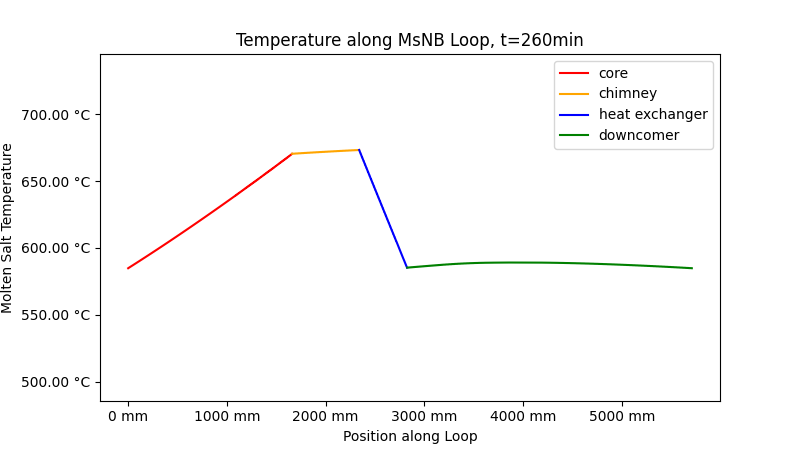 Temperature along MsNB Loop, t=260min
core
chimney
heat exchanger
downcomer
Molten Salt Temperature
700.00 °C
650.00 °C
600.00 °C
550.00 °C
500.00 °C
0 mm
1000 mm
2000 mm
3000 mm
4000 mm
5000 mm
Position along Loop